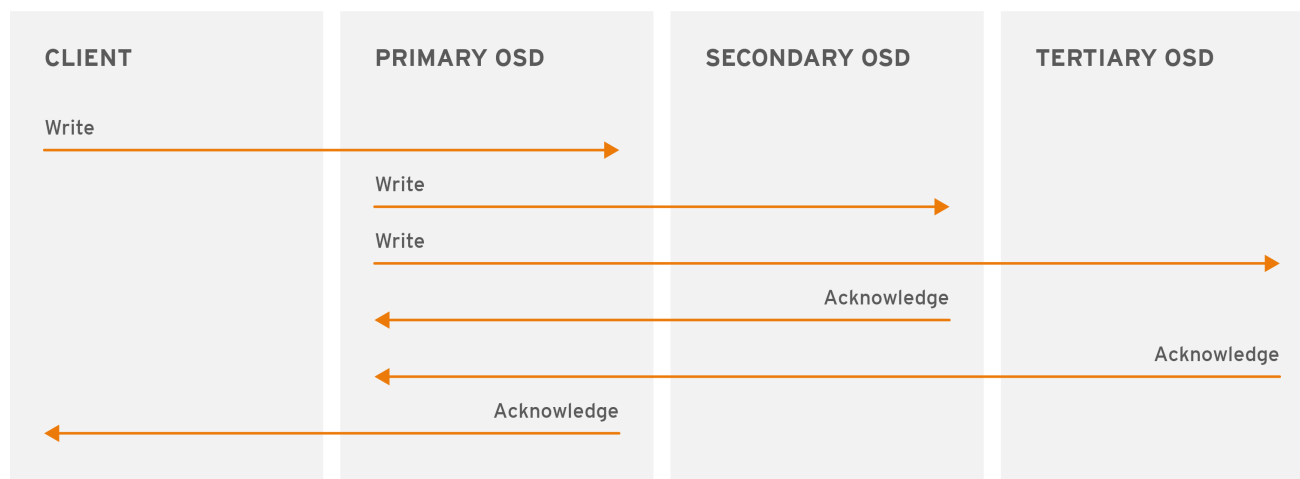 CLIENT
PRIMARY OSD
SECONDARY OSD
TERTIARY OSD
Write
Write
Write
Acknowledge
Acknowledge
Acknowledge